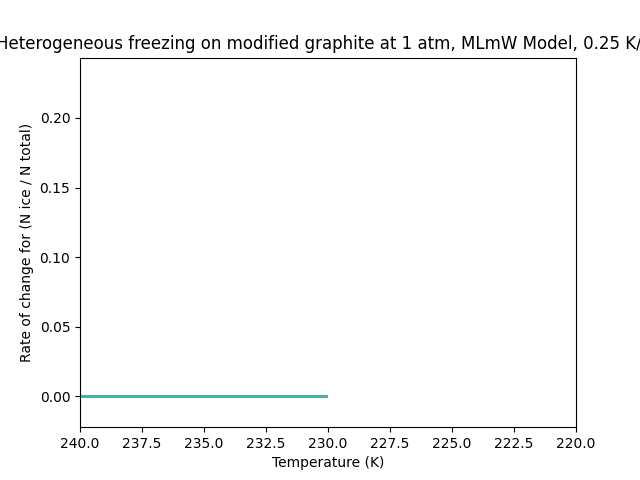 Heterogeneous freezing on modified graphite at 1 atm, MLmW Model, 0.25 K/
Rate of change for (N ice / N total)
0.20
0.15
0.10
0.05
0.00
240.0 237.5 235.0 232.5 230.0 227.5 225.0 222.5 220.0
Temperature (K)